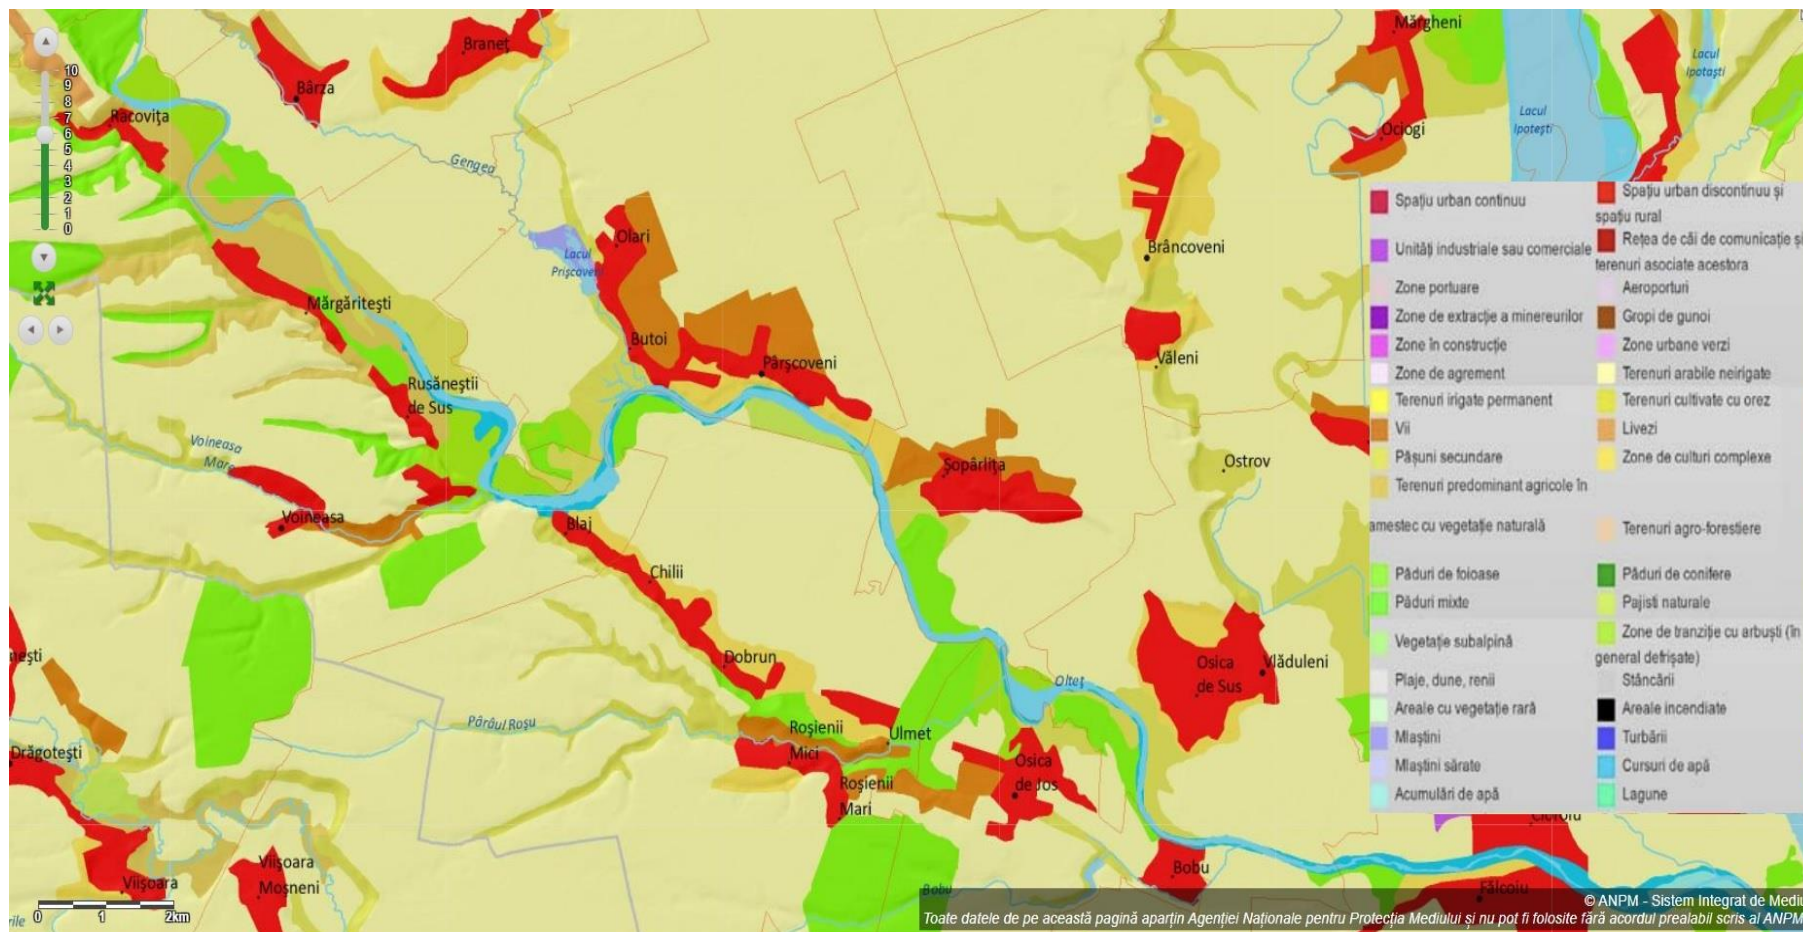 Mărgheni
Braneț
Bârza
Lacul
Ipotași
Racovița
Lacul
Ipotești
Ociogi
Gengea
Olari
Lacul
Prișcoveni
Brâncoveni
Mărgăritești
Butoi
Pârșcoveni
Văleni
Rusăneștii
de Sus
Voineasa
Mare
Șopârlița
Ostrov
Voineasa
Blaj
Chilii
Dobrun
nești
Osica
de Sus
Vlăduleni
Olteț
Pârâul Roșu
Roșienii
Mici
Ulmet
Drăgotești
Osica
de Jos
Roșienii
Mari
Cioroiu
Viișoara
Moșneni
Viișoara
Bobu
Bobu
Fălcoiu
rile
10
9
8
7
6
5
4
3
2
1
0
0 1 2km
Spațiu urban continuu
Spațiu urban discontinuu și
spațiu rural
Unități industriale sau comerciale
Rețea de căi de comunicație și
terenuri asociate acestora
Zone portuare
Aeroporturi
Zone de extracție a minereurilor
Gropi de gunoi
Zone în construcție
Zone urbane verzi
Zone de agrement
Terenuri arabile neirigate
Terenuri irigate permanent
Terenuri cultivate cu orez
Vii
Livezi
Pășuni secundare
Zone de culturi complexe
Terenuri predominant agricole în
amestec cu vegetație naturală
Terenuri agro-forestiere
Păduri de foioase
Păduri de conifere
Păduri mixte
Pajisti naturale
Vegetație subalpină
Zone de tranziție cu arbuști (în
general defrișate)
Plaje, dune, renii
Stâncării
Areale cu vegetație rară
Areale incendiate
Mlaștini
Turbării
Mlaștini sărate
Cursuri de apă
Acumulări de apă
Lagune
© ANPM - Sistem Integrat de Mediu
Toate datele de pe această pagină aparțin Agenției Naționale pentru Protecția Mediului și nu pot fi folosite fără acordul prealabil scris al ANPM